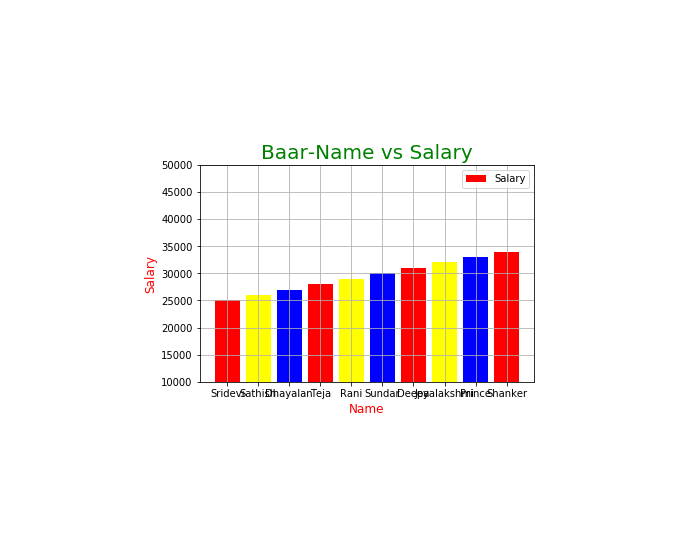 Baar-Name vs Salary
Salary
50000
45000
40000
35000
30000
25000
20000
15000
10000
Salary
Sridevi Sathish Dhayalan Teja Rani Sundar Deepa Jeyalakshmi Prince Shanker
Name